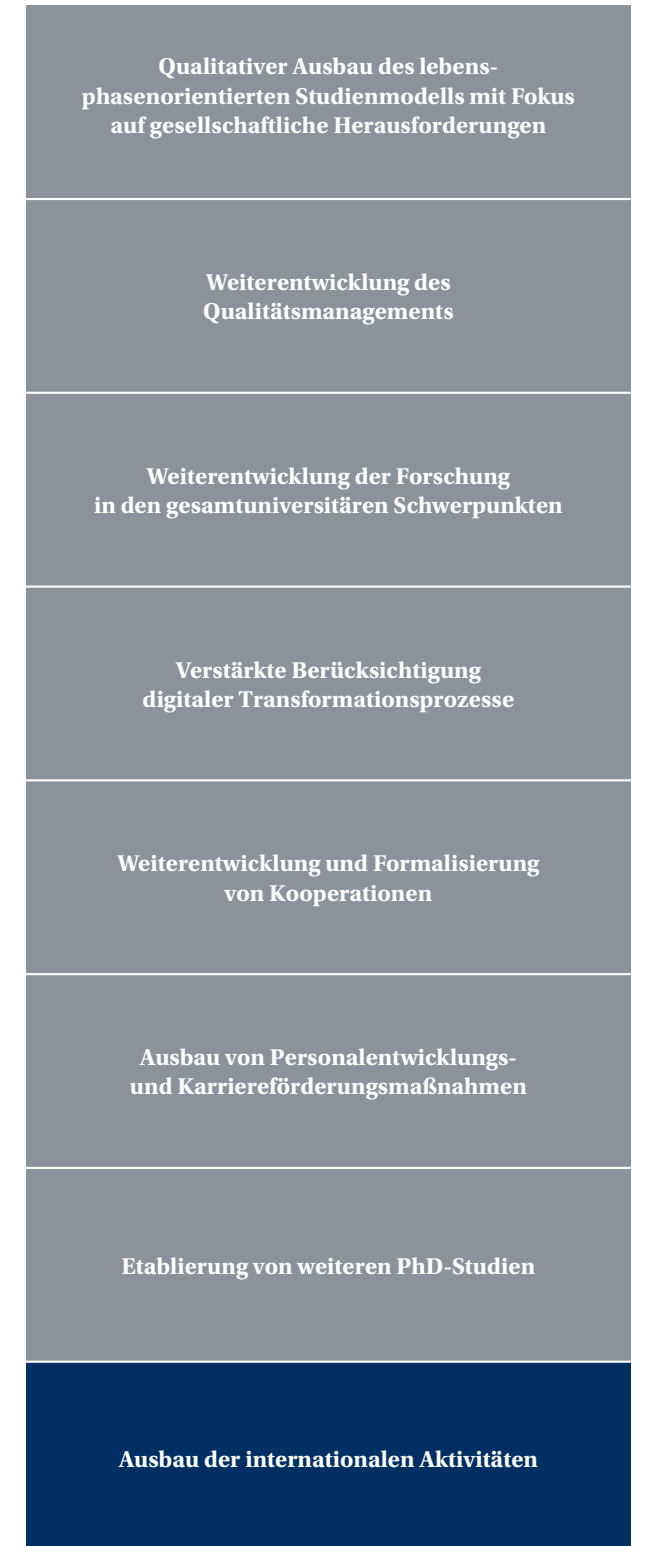 Qualitativer Ausbau des lebens-
phasenorientierten Studienmodells mit Fokus
auf gesellschaftliche Herausforderungen
Weiterentwicklung des
Qualitätsmanagements
Weiterentwicklung der Forschung
in den gesamtuniversitären Schwerpunkten
Verstärkte Berücksichtigung
digitaler Transformationsprozesse
Weiterentwicklung und Formalisierung
von Kooperationen
Ausbau von Personalentwicklungs-
und Karriereförderungsmaßnahmen
Etablierung von weiteren PhD-Studien
Ausbau der internationalen Aktivitäten